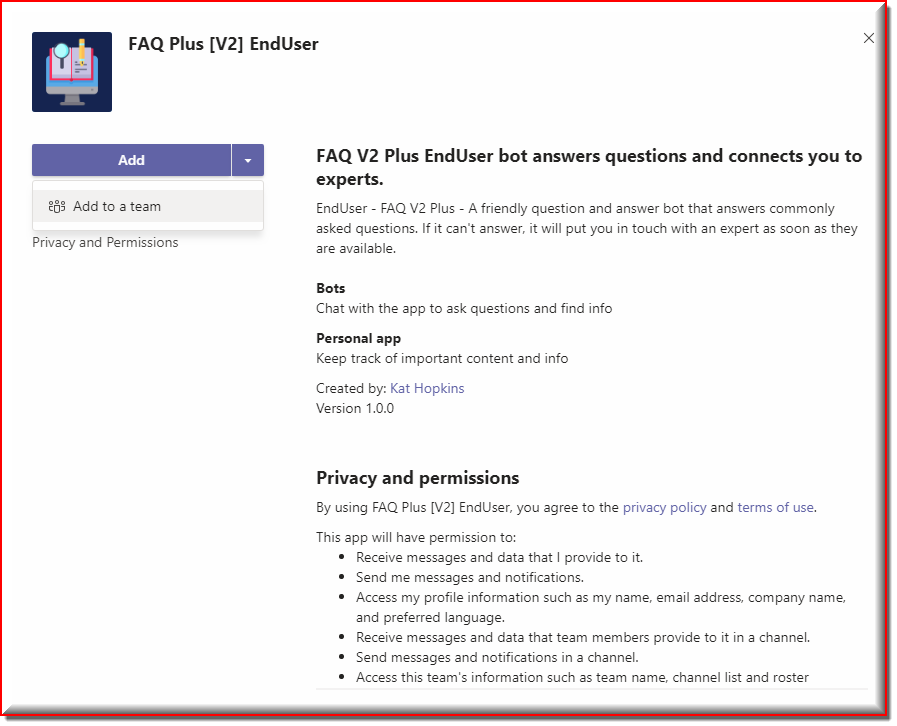 FAQ Plus [V2] EndUser
Add
Add to a team
Privacy and Permissions
FAQ V2 Plus EndUser bot answers questions and connects you to
experts.
EndUser - FAQ V2 Plus - A friendly question and answer bot that answers commonly
asked questions. If it can't answer, it will put you in touch with an expert as soon as they
are available.
Bots
Chat with the app to ask questions and find info
Personal app
Keep track of important content and info
Created by: Kat Hopkins
Version 1.0.0
Privacy and permissions
By using FAQ Plus [V2] EndUser, you agree to the privacy policy and terms of use.
This app will have permission to:
• Receive messages and data that I provide to it.
• Send me messages and notifications.
• Access my profile information such as my name, email address, company name,
and preferred language.
• Receive messages and data that team members provide to it in a channel.
• Send messages and notifications in a channel.
• Access this team's information such as team name, channel list and roster